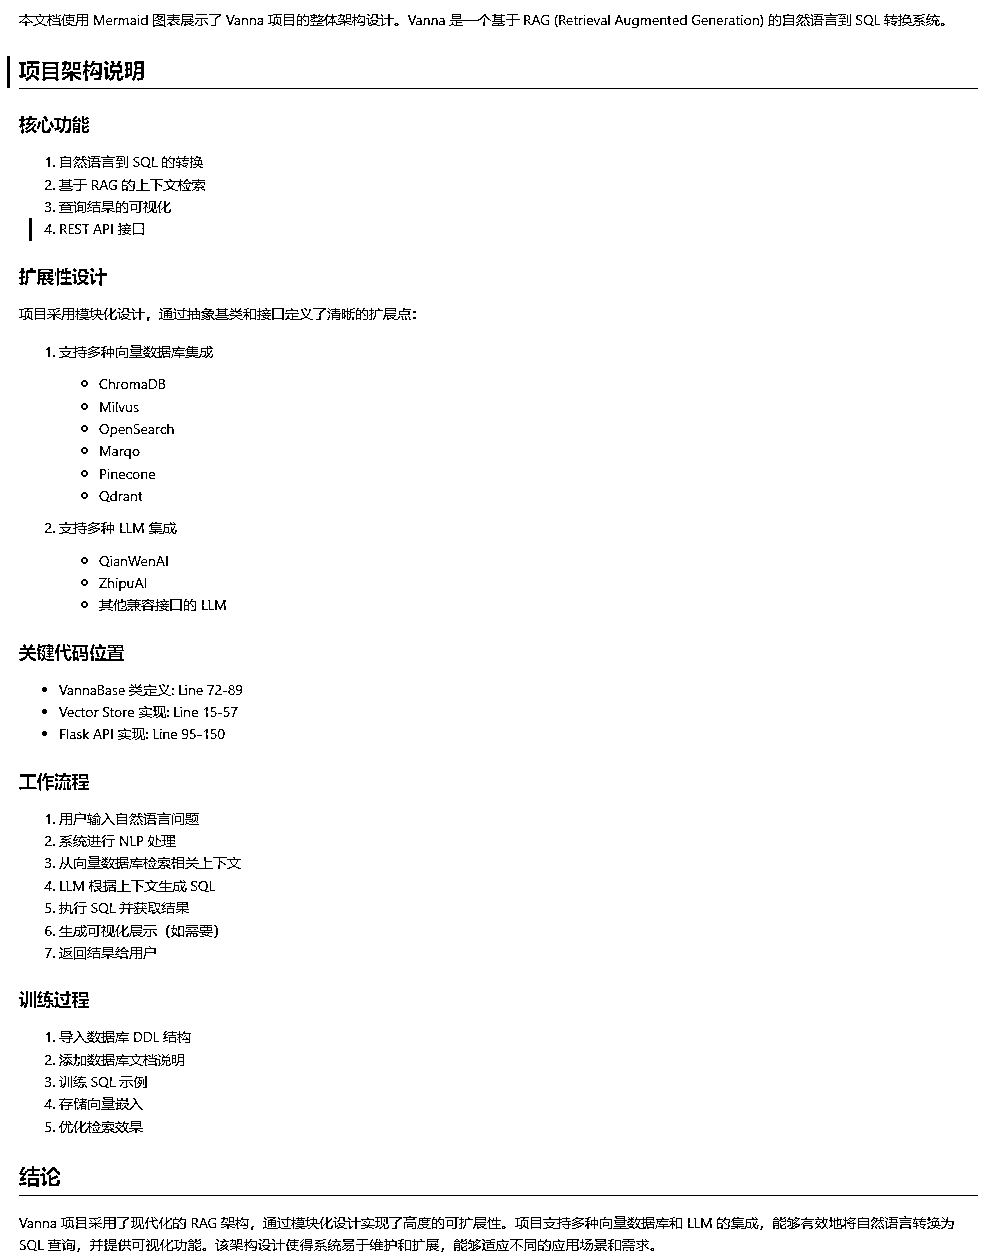 本文档使用 Mermaid 图表展示了 Vanna 项目的整体架构设计。Vanna 是一个基于 RAG (Retrieval Augmented Generation) 的自然语言到 SQL 转换系统。
项目架构说明
核心功能
1. 自然语言到 SQL 的转换
2. 基于 RAG 的上下文检索
3. 查询结果的可视化
4. REST API 接口
扩展性设计
项目采用模块化设计，通过抽象基类和接口定义了清晰的扩展点：
1. 支持多种向量数据库集成
ChromaDB
Milvus
OpenSearch
Marqo
Pinecone
Qdrant
2. 支持多种 LLM 集成
QianWenAI
ZhipuAI
其他兼容接口的 LLM
关键代码位置
VannaBase 类定义: Line 72-89
Vector Store 实现: Line 15-57
Flask API 实现: Line 95-150
工作流程
1. 用户输入自然语言问题
2. 系统进行 NLP 处理
3. 从向量数据库检索相关上下文
4. LLM 根据上下文生成 SQL
5. 执行 SQL 并获取结果
6. 生成可视化展示（如需要）
7. 返回结果给用户
训练过程
1. 导入数据库 DDL 结构
2. 添加数据库文档说明
3. 训练 SQL 示例
4. 存储向量嵌入
5. 优化检索效果
结论
Vanna 项目采用了现代化的 RAG 架构，通过模块化设计实现了高度的可扩展性。项目支持多种向量数据库和 LLM 的集成，能够有效地将自然语言转换为
SQL 查询，并提供可视化功能。该架构设计使得系统易于维护和扩展，能够适应不同的应用场景和需求。